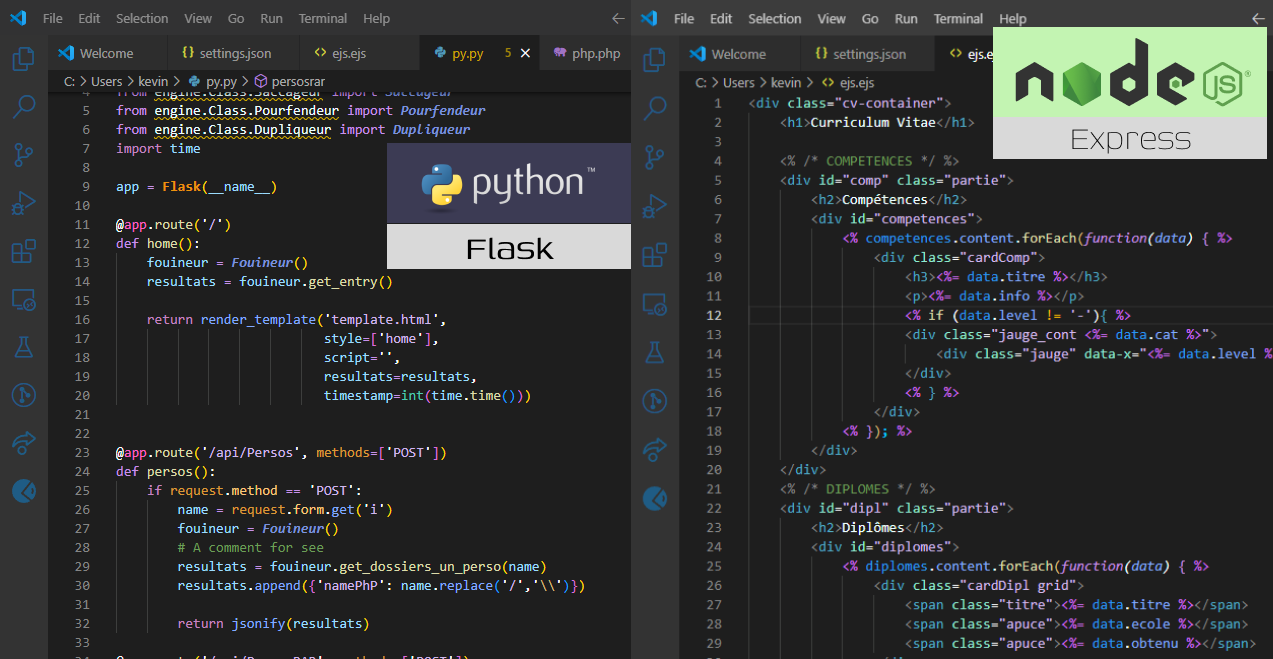 File Edit Selection View Go Run Terminal Help
Welcome settings.json ejs.ejs py.py 5 php.php
C: > Users > kevin > py.py > persosrar
4 from engine.Class.Saccageur import Saccageur
5 from engine.Class.Pourfendeur import Pourfendeur
6 from engine.Class.Dupliqueur import Dupliqueur
7 import time
8
9 app = Flask(__name__)
10
11 @app.route('/')
12 def home():
13 fouineur = Fouineur()
14 resultats = fouineur.get_entry()
15
16 return render_template('template.html',
17 style=['home'],
18 script='',
19 resultats=resultats,
20 timestamp=int(time.time()))
21
22
23 @app.route('/api/Persos', methods=['POST'])
24 def persos():
25 if request.method == 'POST':
26 name = request.form.get('i')
27 fouineur = Fouineur()
28 # A comment for see
29 resultats = fouineur.get_dossiers_un_perso(name)
30 resultats.append({'namePhP': name.replace('/','\\')})
31
32 return jsonify(resultats)
33
python™
Flask
File Edit Selection View Go Run Terminal Help
Welcome settings.json ejs.e
C: > Users > kevin > ejs.ejs
1 <div class="cv-container">
2 <h1>Curriculum Vitae</h1>
3
4 <% /* COMPETENCES */ %>
5 <div id="comp" class="partie">
6 <h2>Compétences</h2>
7 <div id="competences">
8 <% competences.content.forEach(function(data) { %>
9 <div class="cardComp">
10 <h3><%= data.titre %></h3>
11 <p><%= data.info %></p>
12 <% if (data.level != '-'){ %>
13 <div class="jauge_cont <%= data.cat %>">
14 <div class="jauge" data-x="<%= data.level %
15 </div>
16 <% } %>
17 </div>
18 <% }); %>
19 </div>
20 </div>
21 <% /* DIPLOMES */ %>
22 <div id="dipl" class="partie">
23 <h2>Diplômes</h2>
24 <div id="diplomes">
25 <% diplomes.content.forEach(function(data) { %>
26 <div class="cardDipl grid">
27 <span class="titre"><%= data.titre %></span>
28 <span class="apuce"><%= data.ecole %></span>
29 <span class="apuce"><%= data.obtenu %></span>
node JS®
Express